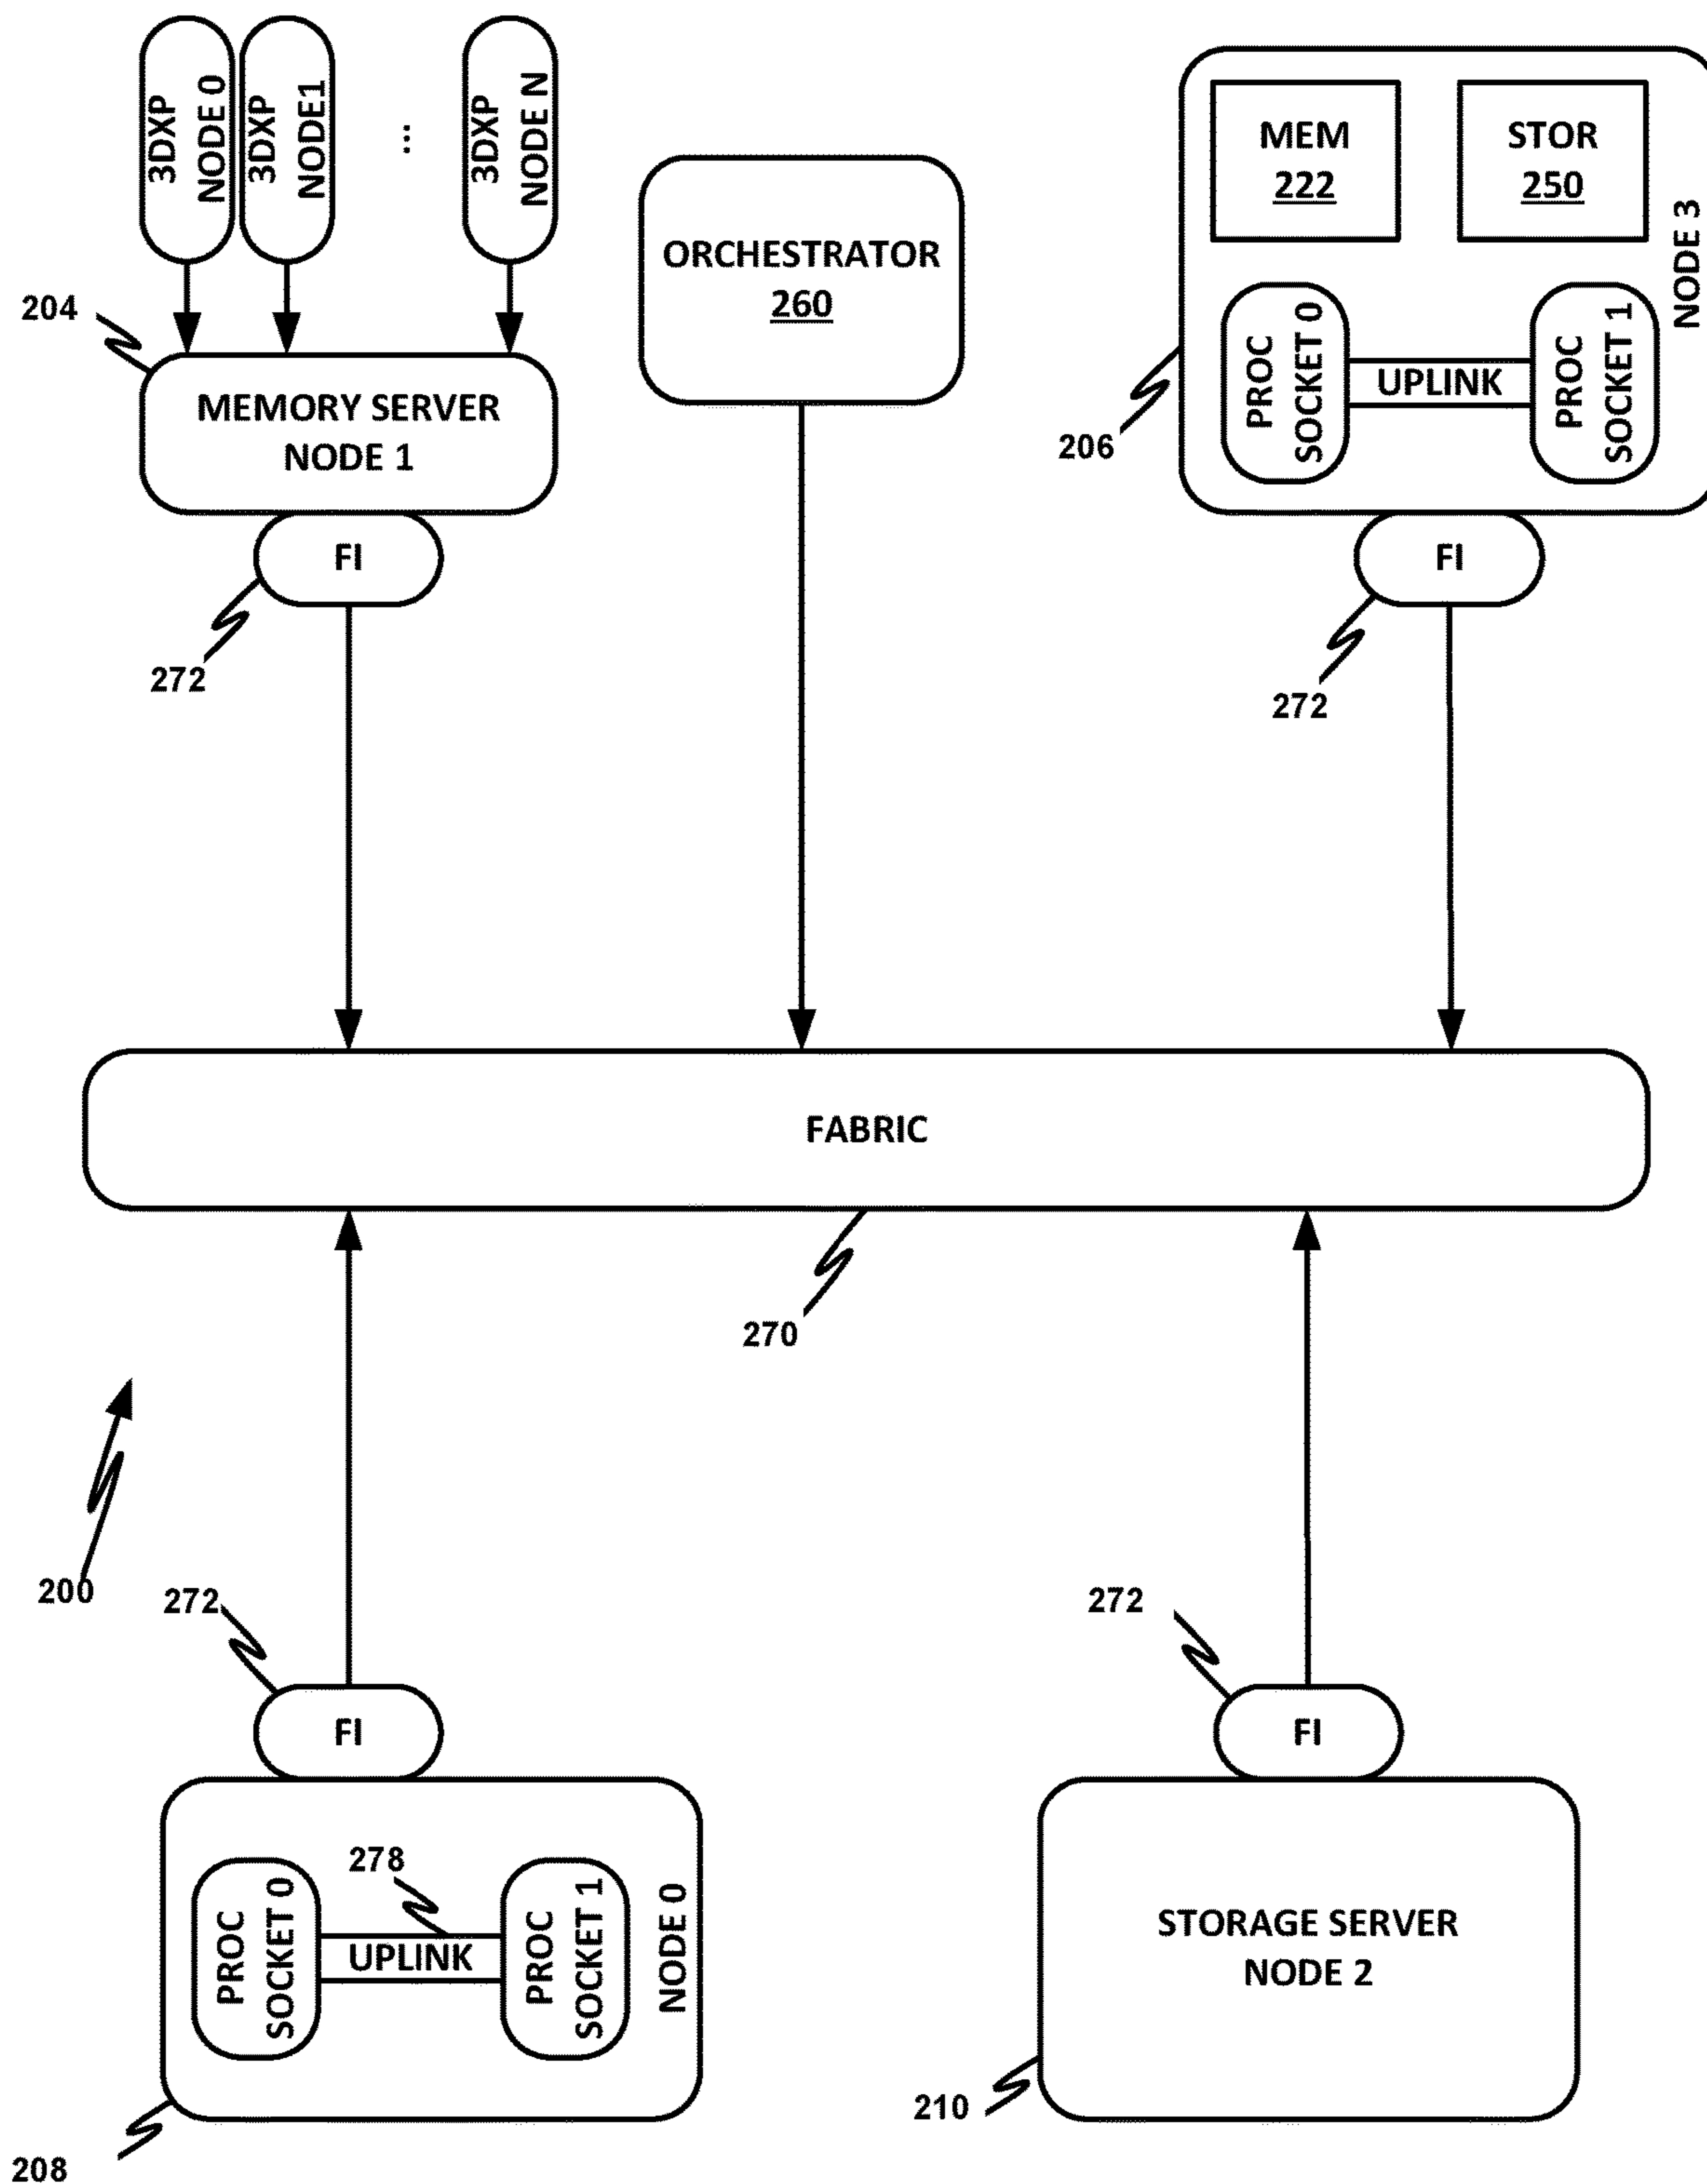 3DXP
NODE 0
3DXP
NODE1
...
3DXP
NODE N
MEM
222
STOR
250
NODE 3
ORCHESTRATOR
260
204
MEMORY SERVER
NODE 1
PROC
SOCKET 0
UPLINK
PROC
SOCKET 1
206
FI
272
FI
272
FABRIC
270
200
272
FI
272
FI
278
PROC
SOCKET 0
UPLINK
PROC
SOCKET 1
NODE 0
208
STORAGE SERVER
NODE 2
210